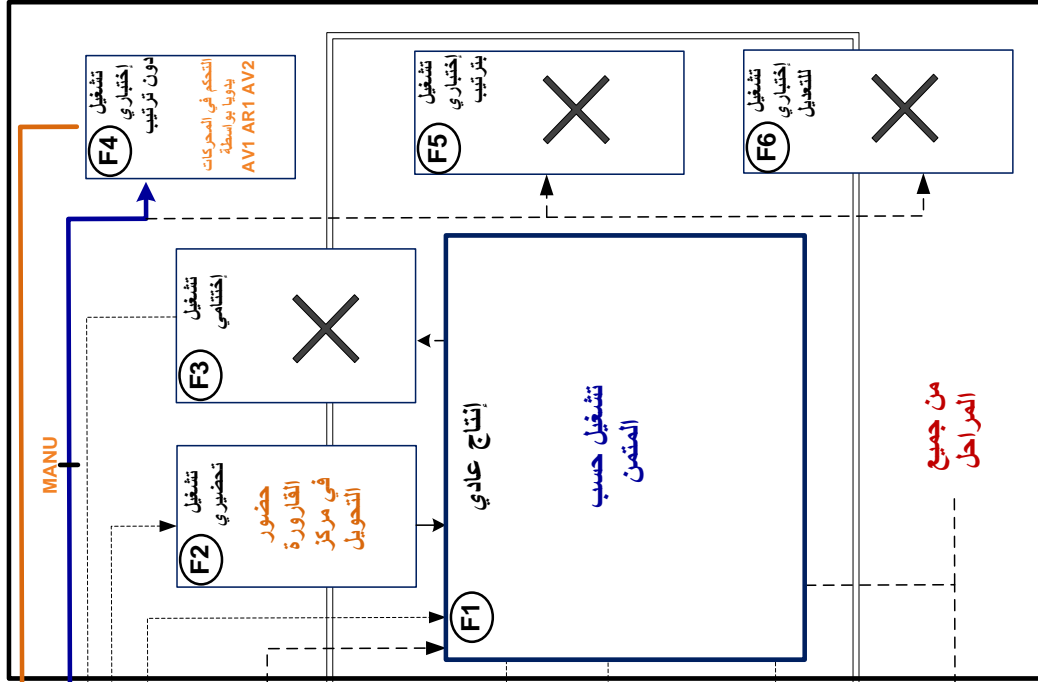 MANU
F4
تشغيل
إختباري
دون ترتيب
التحكم في المحركات
يدويا بواسطة
AV1 AR1 AV2
F5
تشغيل
إختباري
بترتيب
F6
تشغيل
إختباري
للتعديل
F3
تشغيل
إختتامي
F2
تشغيل
تحضيري
حضور
القارورة
في مركز
التحويل
F1
إنتاج عادي
تشغيل حسب
المتمن
من جميع
المراحل